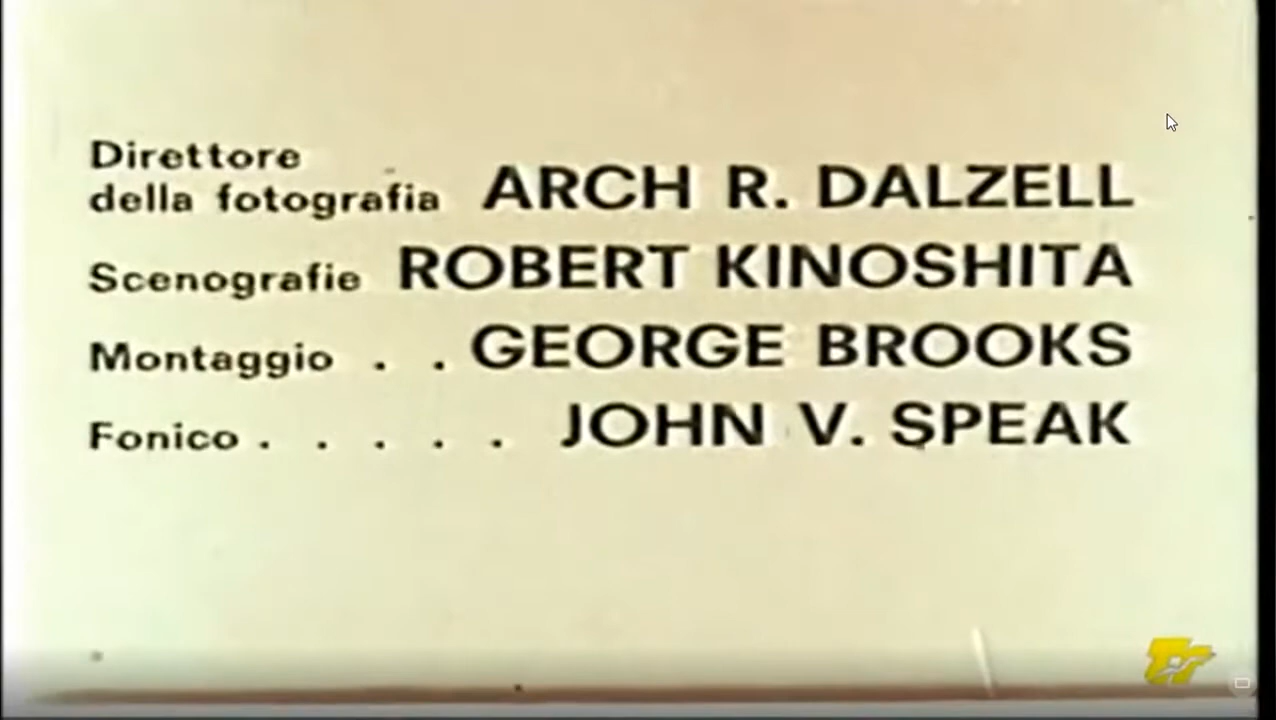 Direttore
della fotografia ARCH R. DALZELL
Scenografie ROBERT KINOSHITA
Montaggio . . GEORGE BROOKS
Fonico . . . . . JOHN V. SPEAK